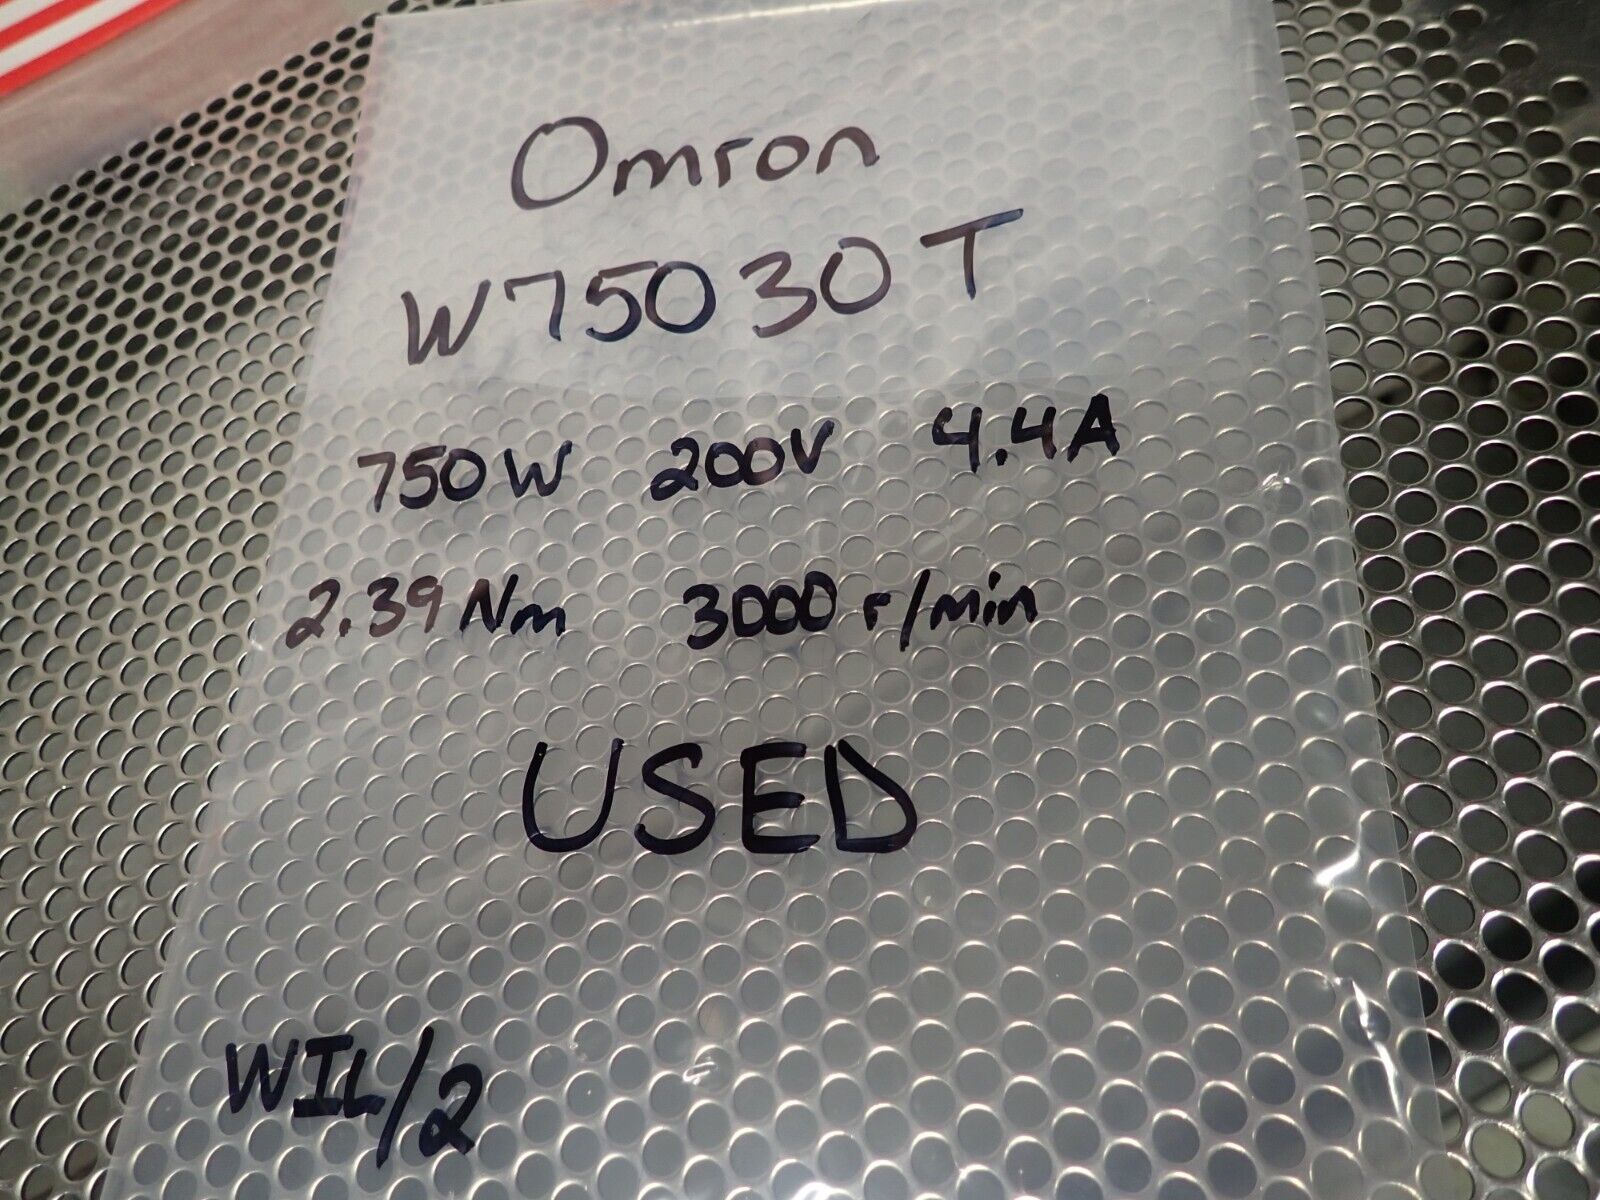 Omron
W75030T
750W 200V 4.4A
2.39 Nm 3000 r/min
USED
WIL/2